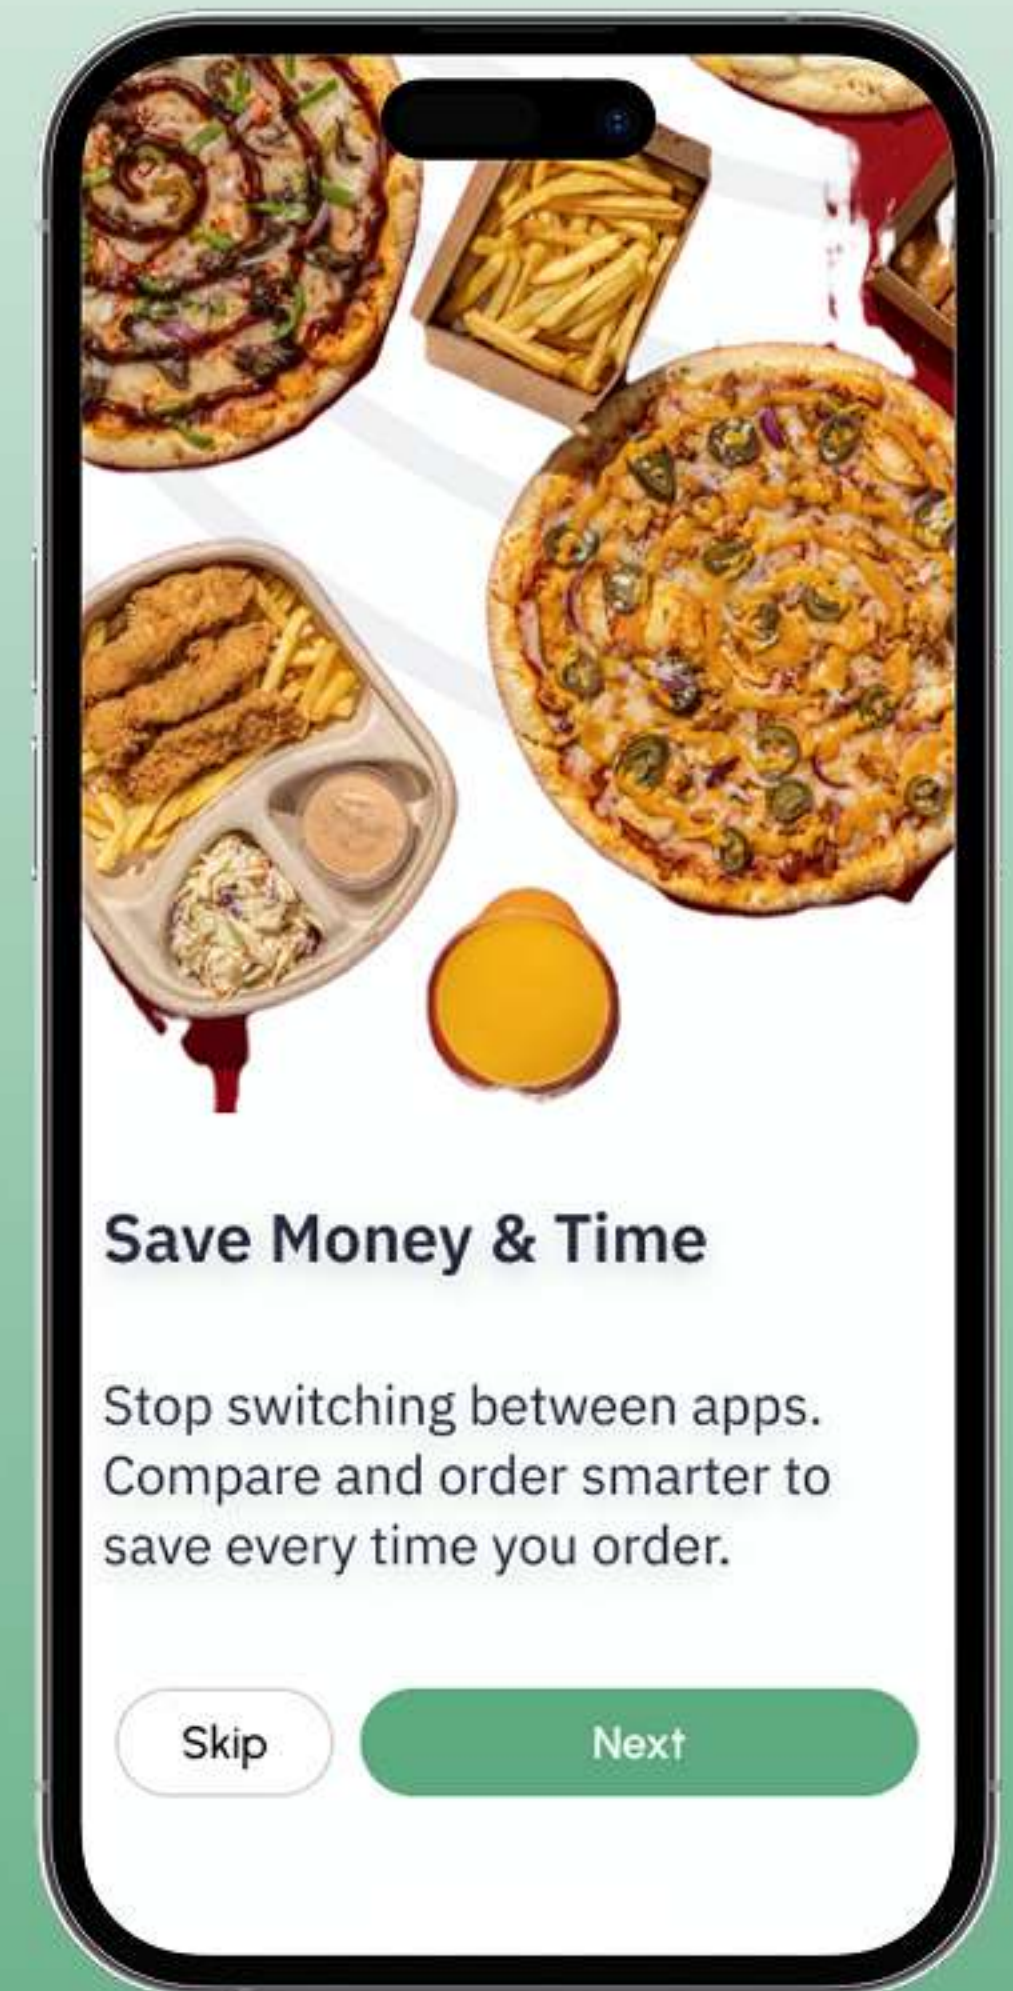 Save Money & Time
Stop switching between apps.
Compare and order smarter to
save every time you order.
Skip
Next